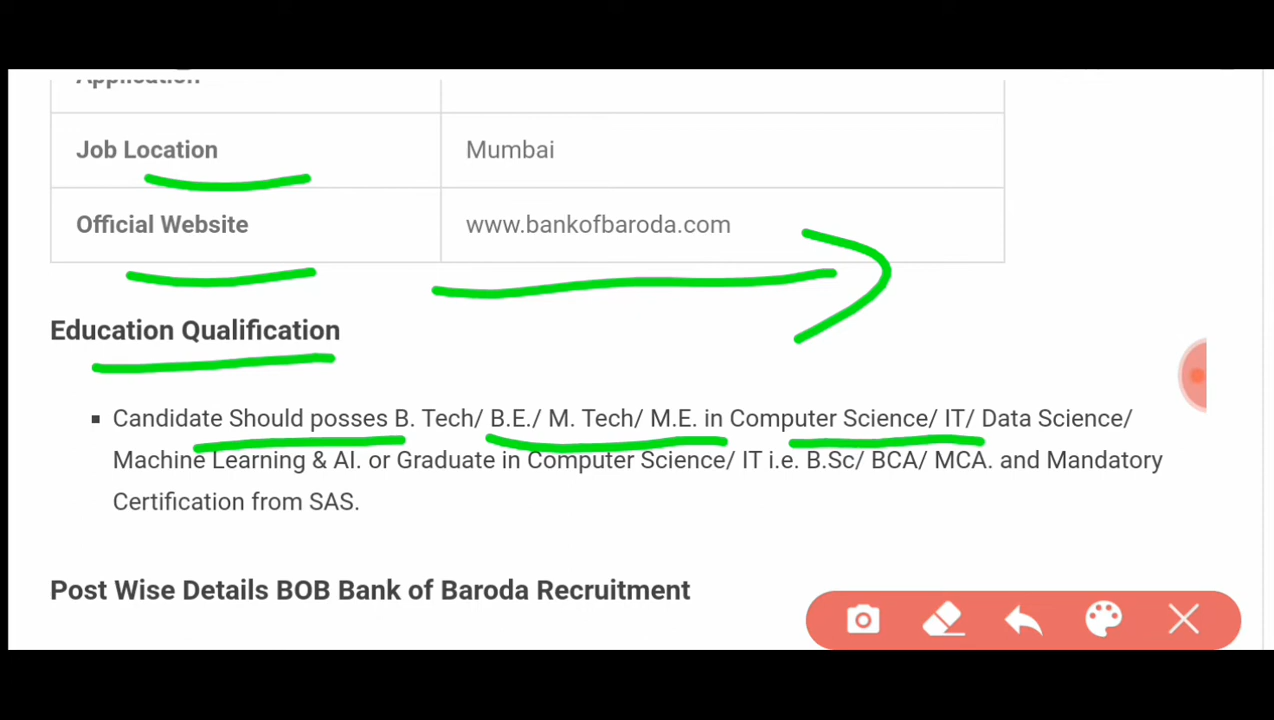 Application
Job Location Mumbai
Official Website www.bankofbaroda.com
Education Qualification
Candidate Should posses B. Tech/ B.E./ M. Tech/ M.E. in Computer Science/ IT/ Data Science/
Machine Learning & AI. or Graduate in Computer Science/ IT i.e. B.Sc/ BCA/ MCA. and Mandatory
Certification from SAS.
Post Wise Details BOB Bank of Baroda Recruitment